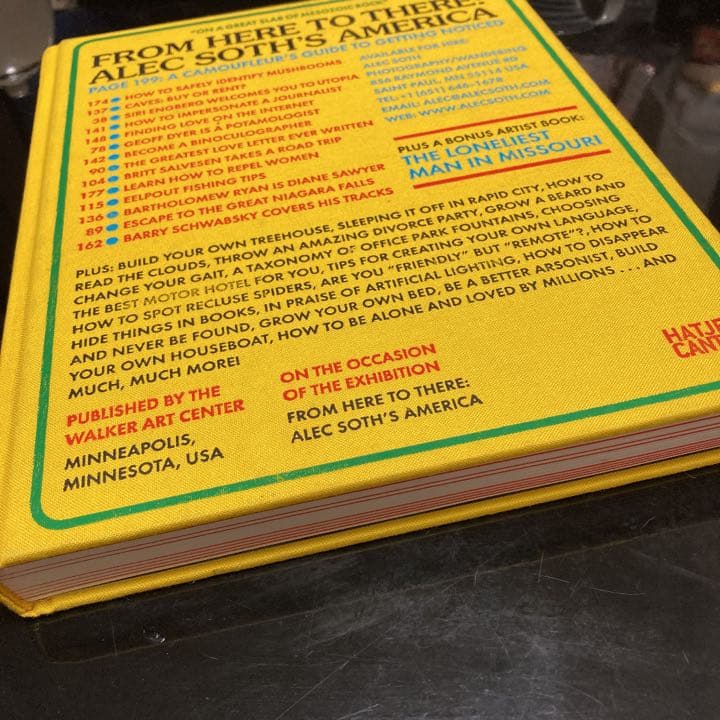 "ON A GREAT SLAB OF MESOZOIC ROCK"
FROM HERE TO THERE:
ALEC SOTH'S AMERICA
PAGE 199: A CAMOUFLEUR'S GUIDE TO GETTING NOTICED
174 HOW TO SAFELY IDENTIFY MUSHROOMS
137 CAVES: BUY OR RENT?
38 SIRI ENGBERG WELCOMES YOU TO UTOPIA
141 HOW TO IMPERSONATE A JOURNALIST
148 FINDING LOVE ON THE INTERNET
78 GEOFF DYER IS A POTAMOLOGIST
142 BECOME A BINOCULOGRAPHER
90 THE GREATEST LOVE LETTER EVER WRITTEN
104 BRITT SALVESEN TAKES A ROAD TRIP
177 LEARN HOW TO REPEL WOMEN
115 EELPOUT FISHING TIPS
136 BARTHOLOMEW RYAN IS DIANE SAWYER
89 ESCAPE TO THE GREAT NIAGARA FALLS
162 BARRY SCHWABSKY COVERS HIS TRACKS
AVAILABLE FOR HIRE:
ALEC SOTH
PHOTOGRAPHY/WANDERING
856 RAYMOND AVENUE RD
SAINT PAUL, MN 55114 USA
TEL: +1(651) 646-1478
EMAIL: ALEC@ALECSOTH.COM
WEB: WWW.ALECSOTH.COM
PLUS A BONUS ARTIST BOOK:
THE LONELIEST
MAN IN MISSOURI
PLUS: BUILD YOUR OWN TREEHOUSE, SLEEPING IT OFF IN RAPID CITY, HOW TO
READ THE CLOUDS, THROW AN AMAZING DIVORCE PARTY, GROW A BEARD AND
CHANGE YOUR GAIT, A TAXONOMY OF OFFICE PARK FOUNTAINS, CHOOSING
THE BEST MOTOR HOTEL FOR YOU, TIPS FOR CREATING YOUR OWN LANGUAGE,
HOW TO SPOT RECLUSE SPIDERS, ARE YOU "FRIENDLY" BUT "REMOTE"?, HOW TO
HIDE THINGS IN BOOKS, IN PRAISE OF ARTIFICIAL LIGHTING, HOW TO DISAPPEAR
AND NEVER BE FOUND, GROW YOUR OWN BED, BE A BETTER ARSONIST, BUILD
YOUR OWN HOUSEBOAT, HOW TO BE ALONE AND LOVED BY MILLIONS . . . AND
MUCH, MUCH MORE!
PUBLISHED BY THE
WALKER ART CENTER
MINNEAPOLIS,
MINNESOTA, USA
ON THE OCCASION
OF THE EXHIBITION
FROM HERE TO THERE:
ALEC SOTH'S AMERICA
HATJE
CANT